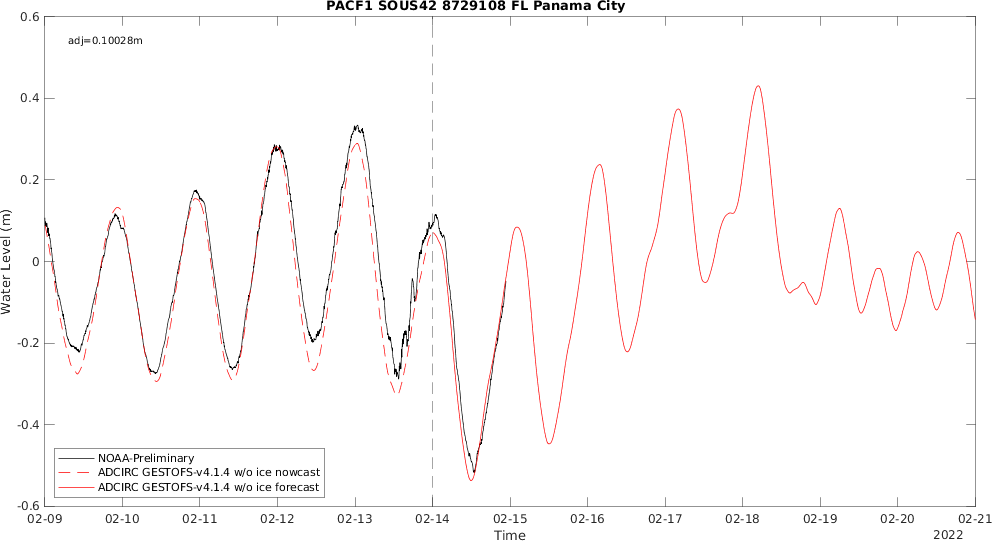 PACF1 SOUS42 8729108 FL Panama City
adj=0.10028m
Water Level (m)
0.6
0.4
0.2
0
-0.2
-0.4
-0.6
NOAA-Preliminary
ADCIRC GESTOFS-v4.1.4 w/o ice nowcast
ADCIRC GESTOFS-v4.1.4 w/o ice forecast
02-09 02-10 02-11 02-12 02-13 02-14 02-15 02-16 02-17 02-18 02-19 02-20 02-21
Time
2022